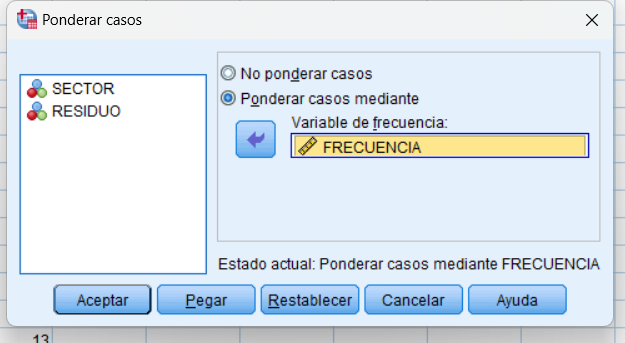 Ponderar casos
SECTOR
RESIDUO
No ponderar casos
Ponderar casos mediante
Variable de frecuencia:
FRECUENCIA
Estado actual: Ponderar casos mediante FRECUENCIA
Aceptar
Pegar
Restablecer
Cancelar
Ayuda
13